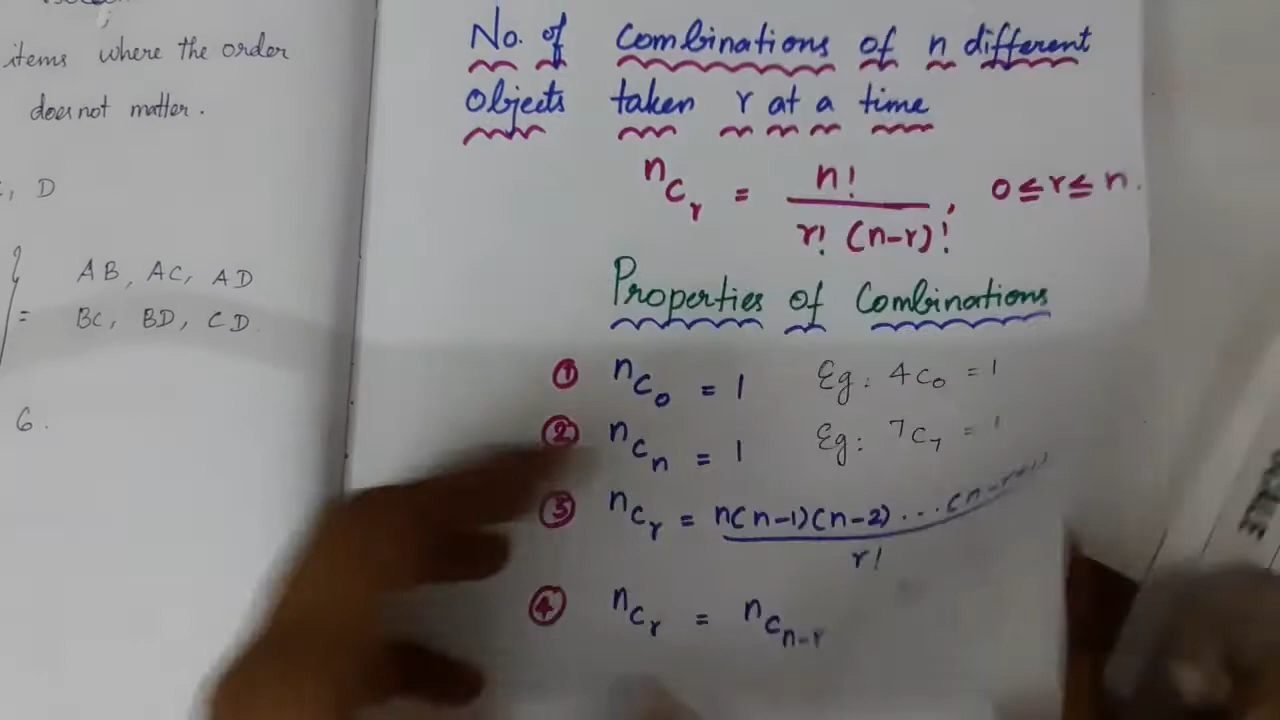 items where the order
does not matter.
, D
AB, AC, AD
= BC, BD, CD
6.
No. of combinations of n different
objects taken r at a time
ⁿCᵣ = n! / r! (n-r)! , 0 ≤ r ≤ n.
Properties of Combinations
① ⁿC₀ = 1 Eg: 4C₀ = 1
② ⁿCₙ = 1 Eg: 7C₇ = 1
③ ⁿCᵣ = n(n-1)(n-2)...(n-r+1) / r!
④ ⁿCᵣ = ⁿCₙ₋ᵣ